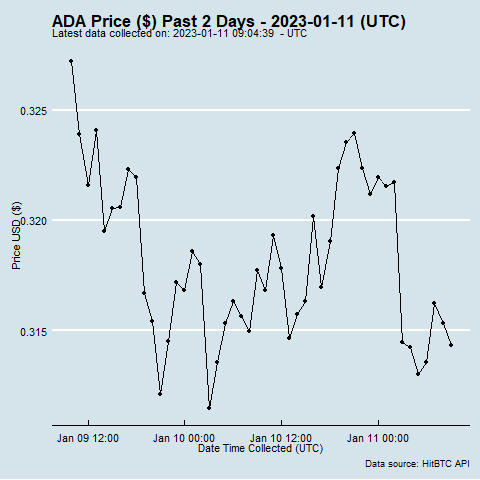 ADA Price ($) Past 2 Days - 2023-01-11 (UTC)
Latest data collected on: 2023-01-11 09:04:39 - UTC
0.325
0.320
0.315
Price USD ($)
Jan 09 12:00 Jan 10 00:00 Jan 10 12:00 Jan 11 00:00
Date Time Collected (UTC)
Data source: HitBTC API